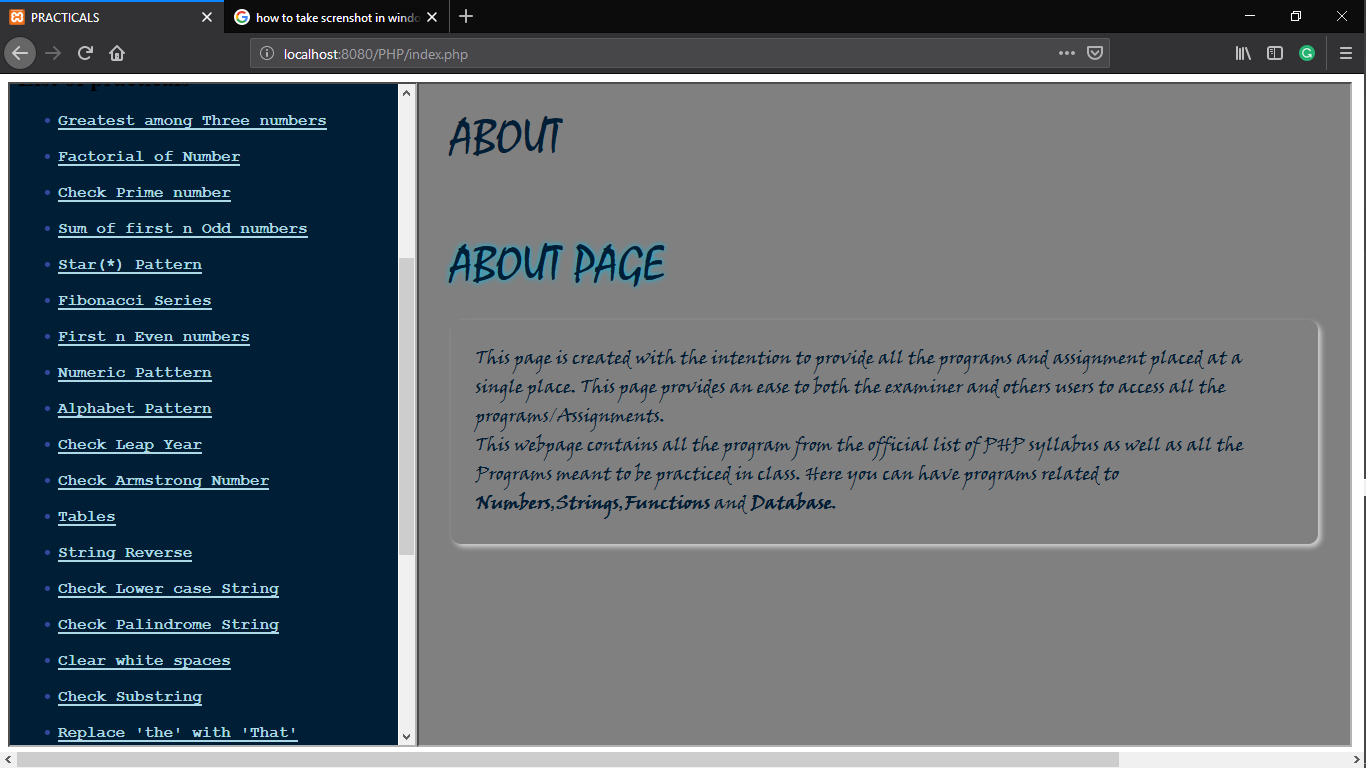 PRACTICALS
how to take screnshot in windo
localhost:8080/PHP/index.php
List of practicals
Greatest among Three numbers
Factorial of Number
Check Prime number
Sum of first n Odd numbers
Star(*) Pattern
Fibonacci Series
First n Even numbers
Numeric Patttern
Alphabet Pattern
Check Leap Year
Check Armstrong Number
Tables
String Reverse
Check Lower case String
Check Palindrome String
Clear white spaces
Check Substring
Replace 'the' with 'That'
ABOUT
ABOUT PAGE
This page is created with the intention to provide all the programs and assignment placed at a
single place. This page provides an ease to both the examiner and others users to access all the
programs/Assignments.
This webpage contains all the program from the official list of PHP syllabus as well as all the
Programs meant to be practiced in class. Here you can have programs related to
Numbers,Strings,Functions and Database.